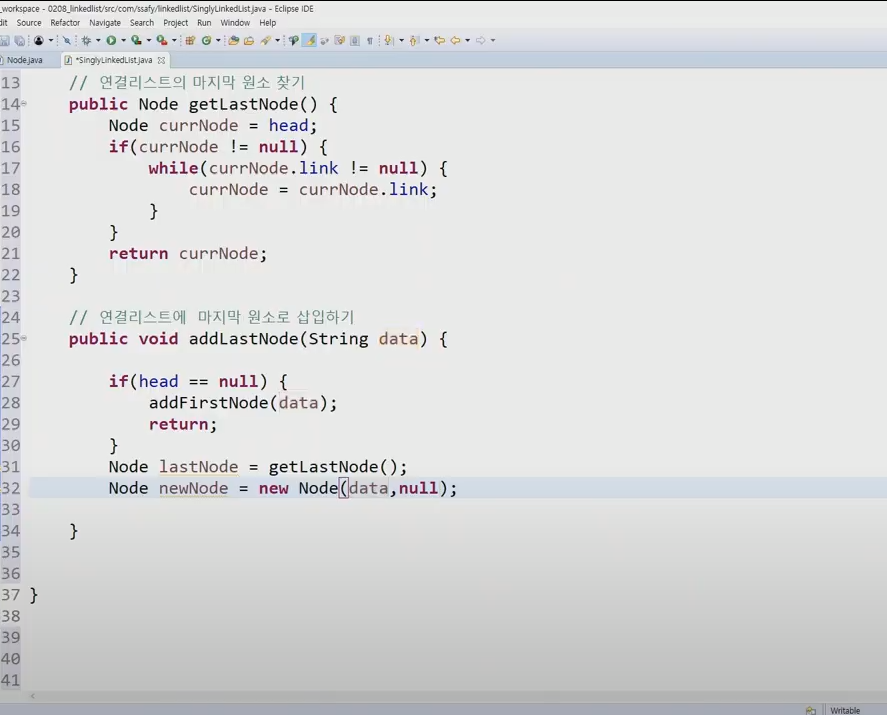 _workspace - 0208_linkedlist/src/com/ssafy/linkedlist/SinglyLinkedList.java - Eclipse IDE
dit Source Refactor Navigate Search Project Run Window Help
Node.java *SinglyLinkedList.java
13 // 연결리스트의 마지막 원소 찾기
14 public Node getLastNode() {
15 Node currNode = head;
16 if(currNode != null) {
17 while(currNode.link != null) {
18 currNode = currNode.link;
19 }
20 }
21 return currNode;
22 }
23
24 // 연결리스트에  마지막 원소로 삽입하기
25 public void addLastNode(String data) {
26
27 if(head == null) {
28 addFirstNode(data);
29 return;
30 }
31 Node lastNode = getLastNode();
32 Node newNode = new Node(data,null);
33
34 }
35
36
37 }
38
39
40
41
Writable